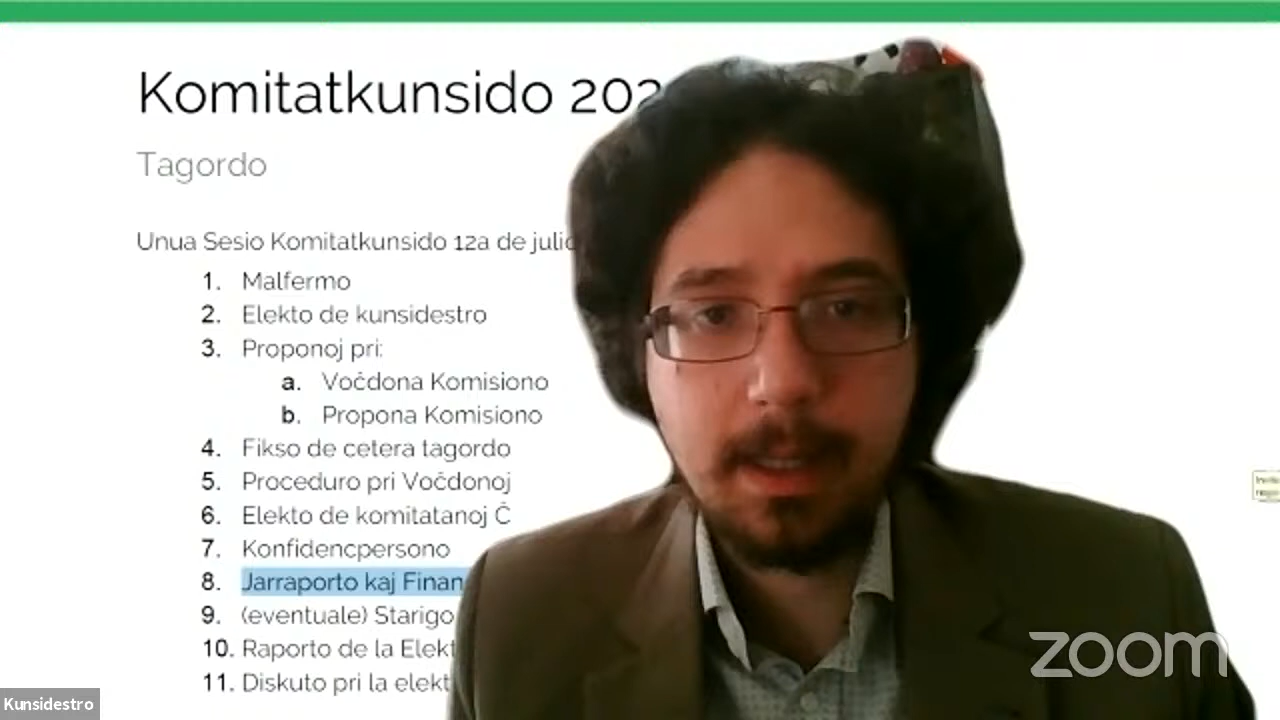 Komitatkunsido 202
Tagordo
Unua Sesio Komitatkunsido 12a de julio
1. Malfermo
2. Elekto de kunsidestro
3. Proponoj pri:
a. Voĉdona Komisiono
b. Propona Komisiono
4. Fikso de cetera tagordo
5. Proceduro pri Voĉdonoj
6. Elekto de komitatanoj Ĉ
7. Konfidencpersono
8. Jarraporto kaj Finan
9. (eventuale) Starigo
10. Raporto de la Elekt
11. Diskuto pri la elekt
zoom
Kunsidestro